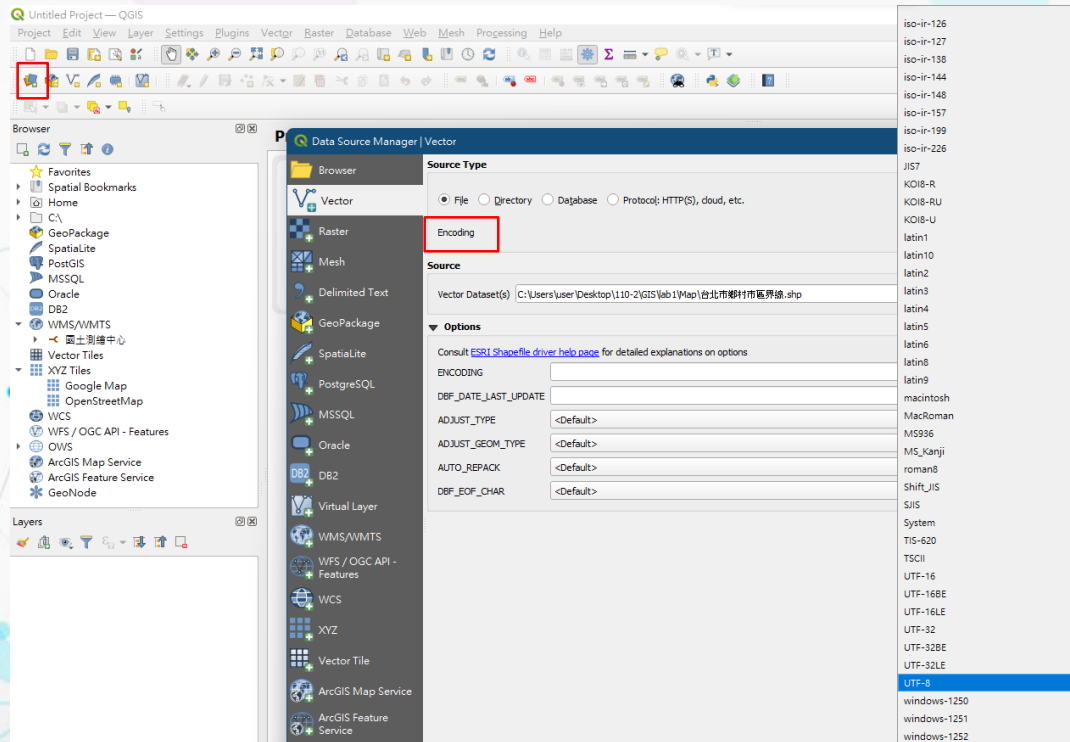 Untitled Project — QGIS
Project Edit View Layer Settings Plugins Vector Raster Database Web Mesh Processing Help
Browser
Favorites
Spatial Bookmarks
Home
C:\
GeoPackage
SpatiaLite
PostGIS
MSSQL
Oracle
DB2
WMS/WMTS
國土測繪中心
Vector Tiles
XYZ Tiles
Google Map
OpenStreetMap
WCS
WFS / OGC API - Features
OWS
ArcGIS Map Service
ArcGIS Feature Service
GeoNode
Layers
Data Source Manager | Vector
Browser
Vector
Raster
Mesh
Delimited Text
GeoPackage
SpatiaLite
PostgreSQL
MSSQL
Oracle
DB2
Virtual Layer
WMS/WMTS
WFS / OGC API -
Features
WCS
XYZ
Vector Tile
ArcGIS Map Service
ArcGIS Feature
Service
Source Type
File Directory Database Protocol: HTTP(S), cloud, etc.
Encoding
Source
Vector Dataset(s) C:\Users\user\Desktop\110-2\GIS\lab1\Map\台北市鄉村市區界線.shp
Options
Consult ESRI Shapefile driver help page for detailed explanations on options
ENCODING
DBF_DATE_LAST_UPDATE
ADJUST_TYPE <Default>
ADJUST_GEOM_TYPE <Default>
AUTO_REPACK <Default>
DBF_EOF_CHAR <Default>
iso-ir-126
iso-ir-127
iso-ir-138
iso-ir-144
iso-ir-148
iso-ir-157
iso-ir-199
iso-ir-226
JIS7
KOI8-R
KOI8-RU
KOI8-U
latin1
latin10
latin2
latin3
latin4
latin5
latin6
latin8
latin9
macintosh
MacRoman
MS936
MS_Kanji
roman8
Shift_JIS
SJIS
System
TIS-620
TSCII
UTF-16
UTF-16BE
UTF-16LE
UTF-32
UTF-32BE
UTF-32LE
UTF-8
windows-1250
windows-1251
windows-1252